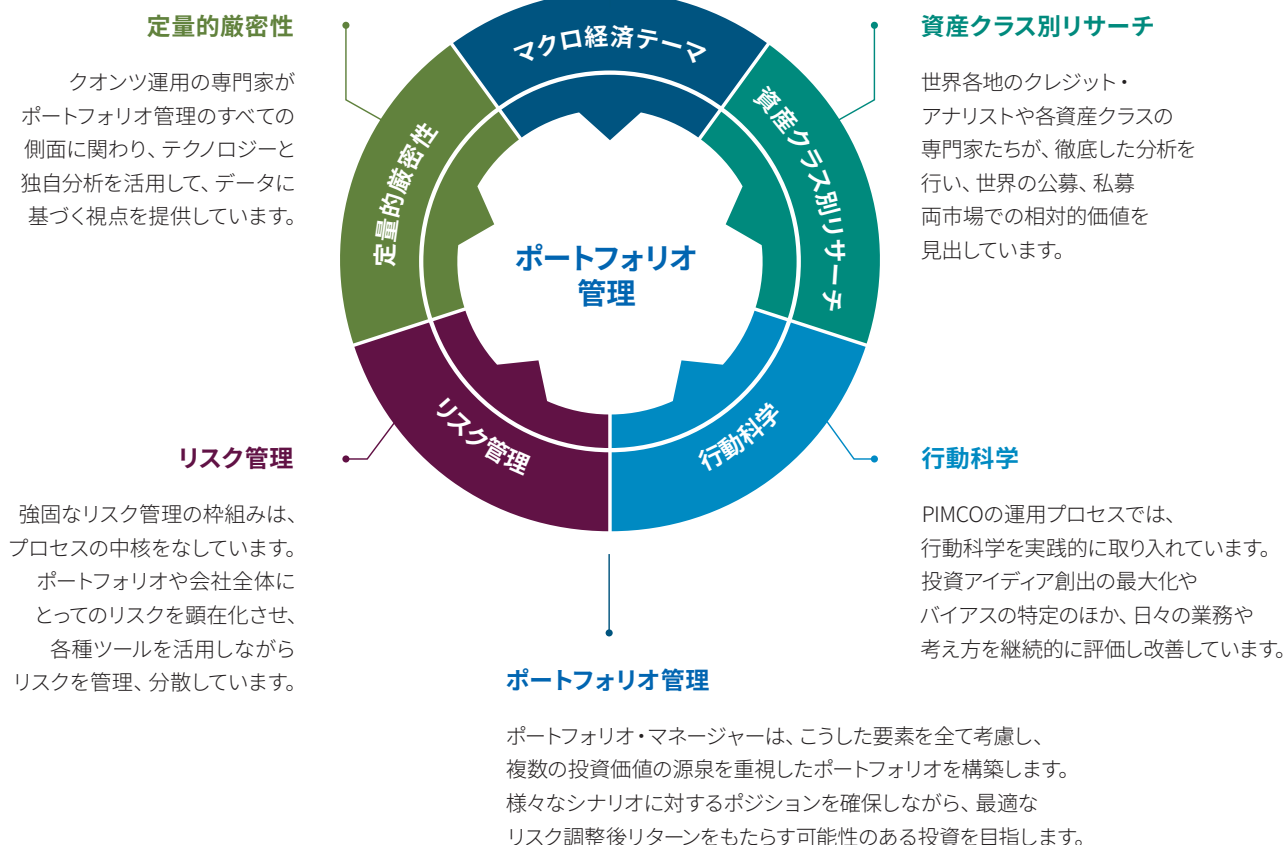 定量的厳密性
クオンツ運用の専門家が
ポートフォリオ管理のすべての
側面に関わり、テクノロジーと
独自分析を活用して、データに
基づく視点を提供しています。
マクロ経済テーマ
資産クラス別リサーチ
行動科学
リスク管理
定量的厳密性
ポートフォリオ
管理
資産クラス別リサーチ
世界各地のクレジット・
アナリストや各資産クラスの
専門家たちが、徹底した分析を
行い、世界の公募、私募
両市場での相対的価値を
見出しています。
リスク管理
強固なリスク管理の枠組みは、
プロセスの中核をなしています。
ポートフォリオや会社全体に
とってのリスクを顕在化させ、
各種ツールを活用しながら
リスクを管理、分散しています。
行動科学
PIMCOの運用プロセスでは、
行動科学を実践的に取り入れています。
投資アイディア創出の最大化や
バイアスの特定のほか、日々の業務や
考え方を継続的に評価し改善しています。
ポートフォリオ管理
ポートフォリオ・マネージャーは、こうした要素を全て考慮し、
複数の投資価値の源泉を重視したポートフォリオを構築します。
様々なシナリオに対するポジションを確保しながら、最適な
リスク調整後リターンをもたらす可能性のある投資を目指します。